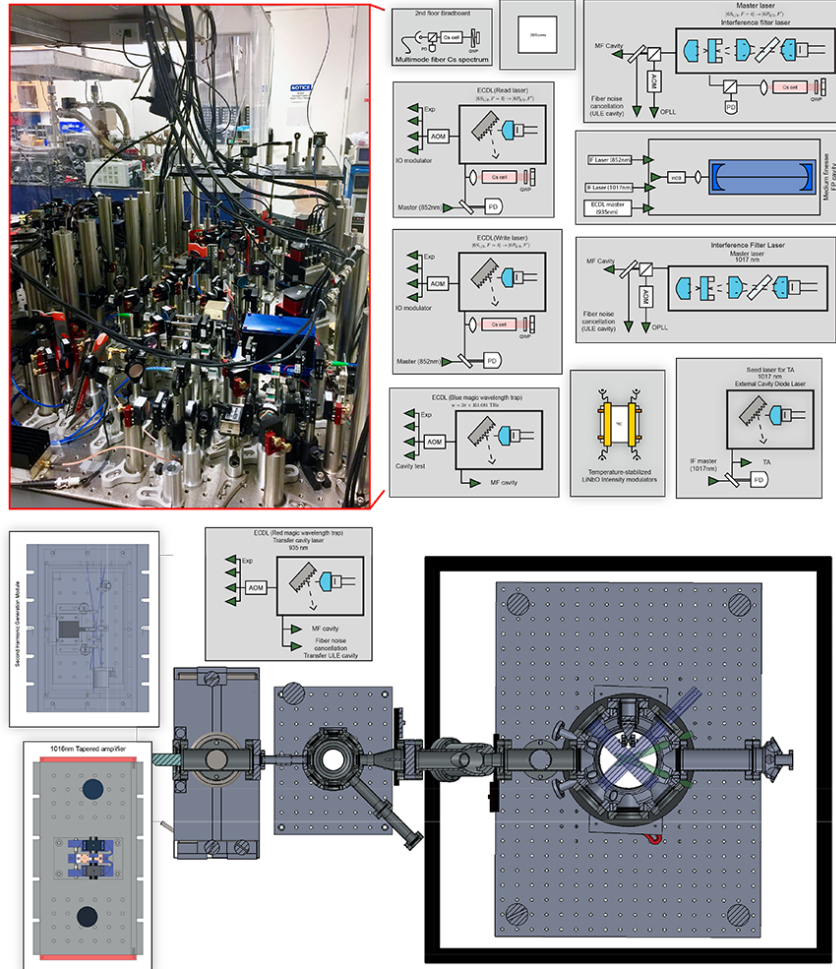 NOTICE
2nd floor Bradboard
PD
Cs cell
QWP
Multimode fiber Cs spectrum
Master laser
Interference filter laser
MF Cavity
AOM
Fiber noise
cancellation
(ULE cavity)
OPLL
PD
Cs cell
QWP
ECDL(Read laser)
Exp
AOM
IO modulator
Cs cell
QWP
Master (852nm)
PD
IF Laser (852nm)
IF Laser (1017nm)
ECDL master
(935nm)
Medium finesse
FP cavity
ECDL(Write laser)
Exp
AOM
IO modulator
Cs cell
QWP
Master (852nm)
PD
Interference Filter Laser
Master laser
1017 nm
MF Cavity
AOM
Fiber noise
cancellation
(ULE cavity)
OPLL
ECDL (Blue magic wavelength trap)
Exp
AOM
Cavity test
MF cavity
Temperature-stabilized
LiNbO Intensity modulators
Seed laser for TA
1017 nm
External Cavity Diode Laser
IF master
(1017nm)
TA
PD
ECDL (Red magic wavelength trap)
Transfer cavity laser
935 nm
Exp
AOM
MF cavity
Fiber noise
cancellation
Transfer ULE cavity
Second Harmonic Generation Module
1016nm Tapered amplifier